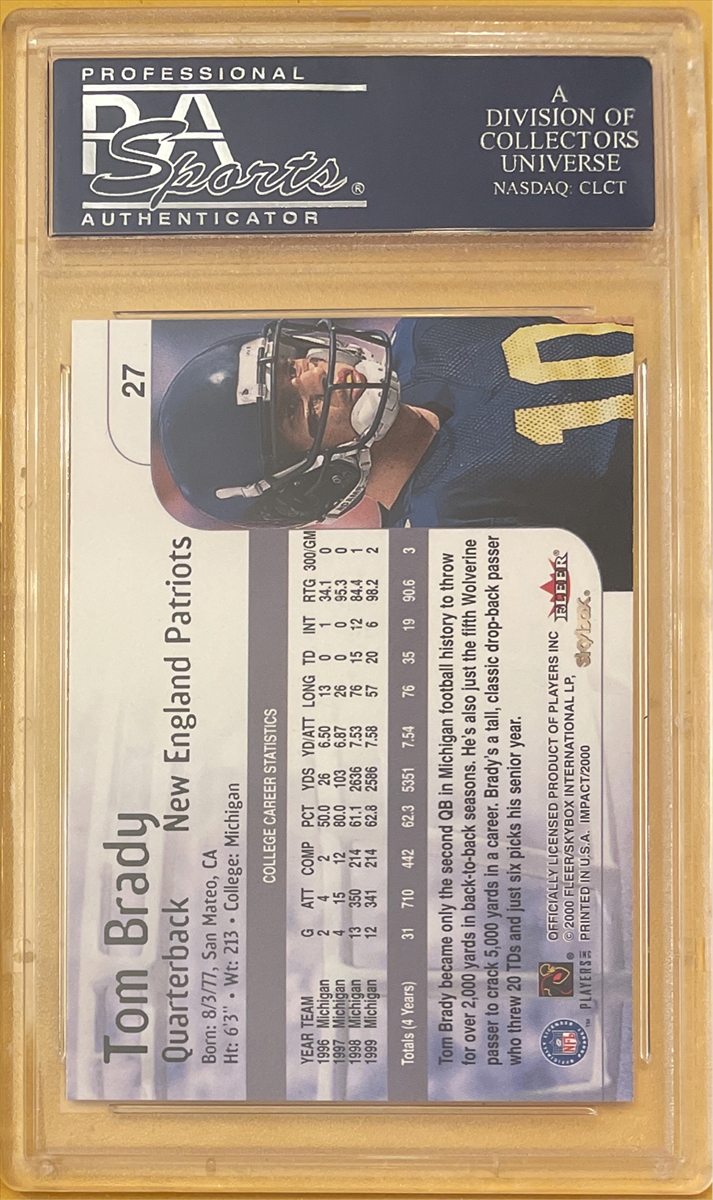 PROFESSIONAL
PSA
Sports®
AUTHENTICATOR
A
DIVISION OF
COLLECTORS
UNIVERSE
NASDAQ: CLCT
27
Tom Brady
Quarterback New England Patriots
Born: 8/3/77, San Mateo, CA
Ht: 6'3" • Wt: 213 • College: Michigan
COLLEGE CAREER STATISTICS
YEAR TEAM G ATT COMP PCT YDS YD/ATT LONG TD INT RTG 300/GM
1996 Michigan 2 4 2 50.0 26 6.50 13 0 1 34.1 0
1997 Michigan 4 15 12 80.0 103 6.87 26 0 0 95.3 0
1998 Michigan 13 350 214 61.1 2636 7.53 76 15 12 84.4 1
1999 Michigan 12 341 214 62.8 2586 7.58 57 20 6 98.2 2
Totals (4 Years) 31 710 442 62.3 5351 7.54 76 35 19 90.6 3
Tom Brady became only the second QB in Michigan football history to throw
for over 2,000 yards in back-to-back seasons. He's also just the fifth Wolverine
passer to crack 5,000 yards in a career. Brady's a tall, classic drop-back passer
who threw 20 TDs and just six picks his senior year.
OFFICIALLY LICENSED PRODUCT OF PLAYERS INC
© 2000 FLEER/SKYBOX INTERNATIONAL LP,
PRINTED IN U.S.A. IMPACT/2000
NFL
PLAYERS INC
FLEER®
skybox®
10